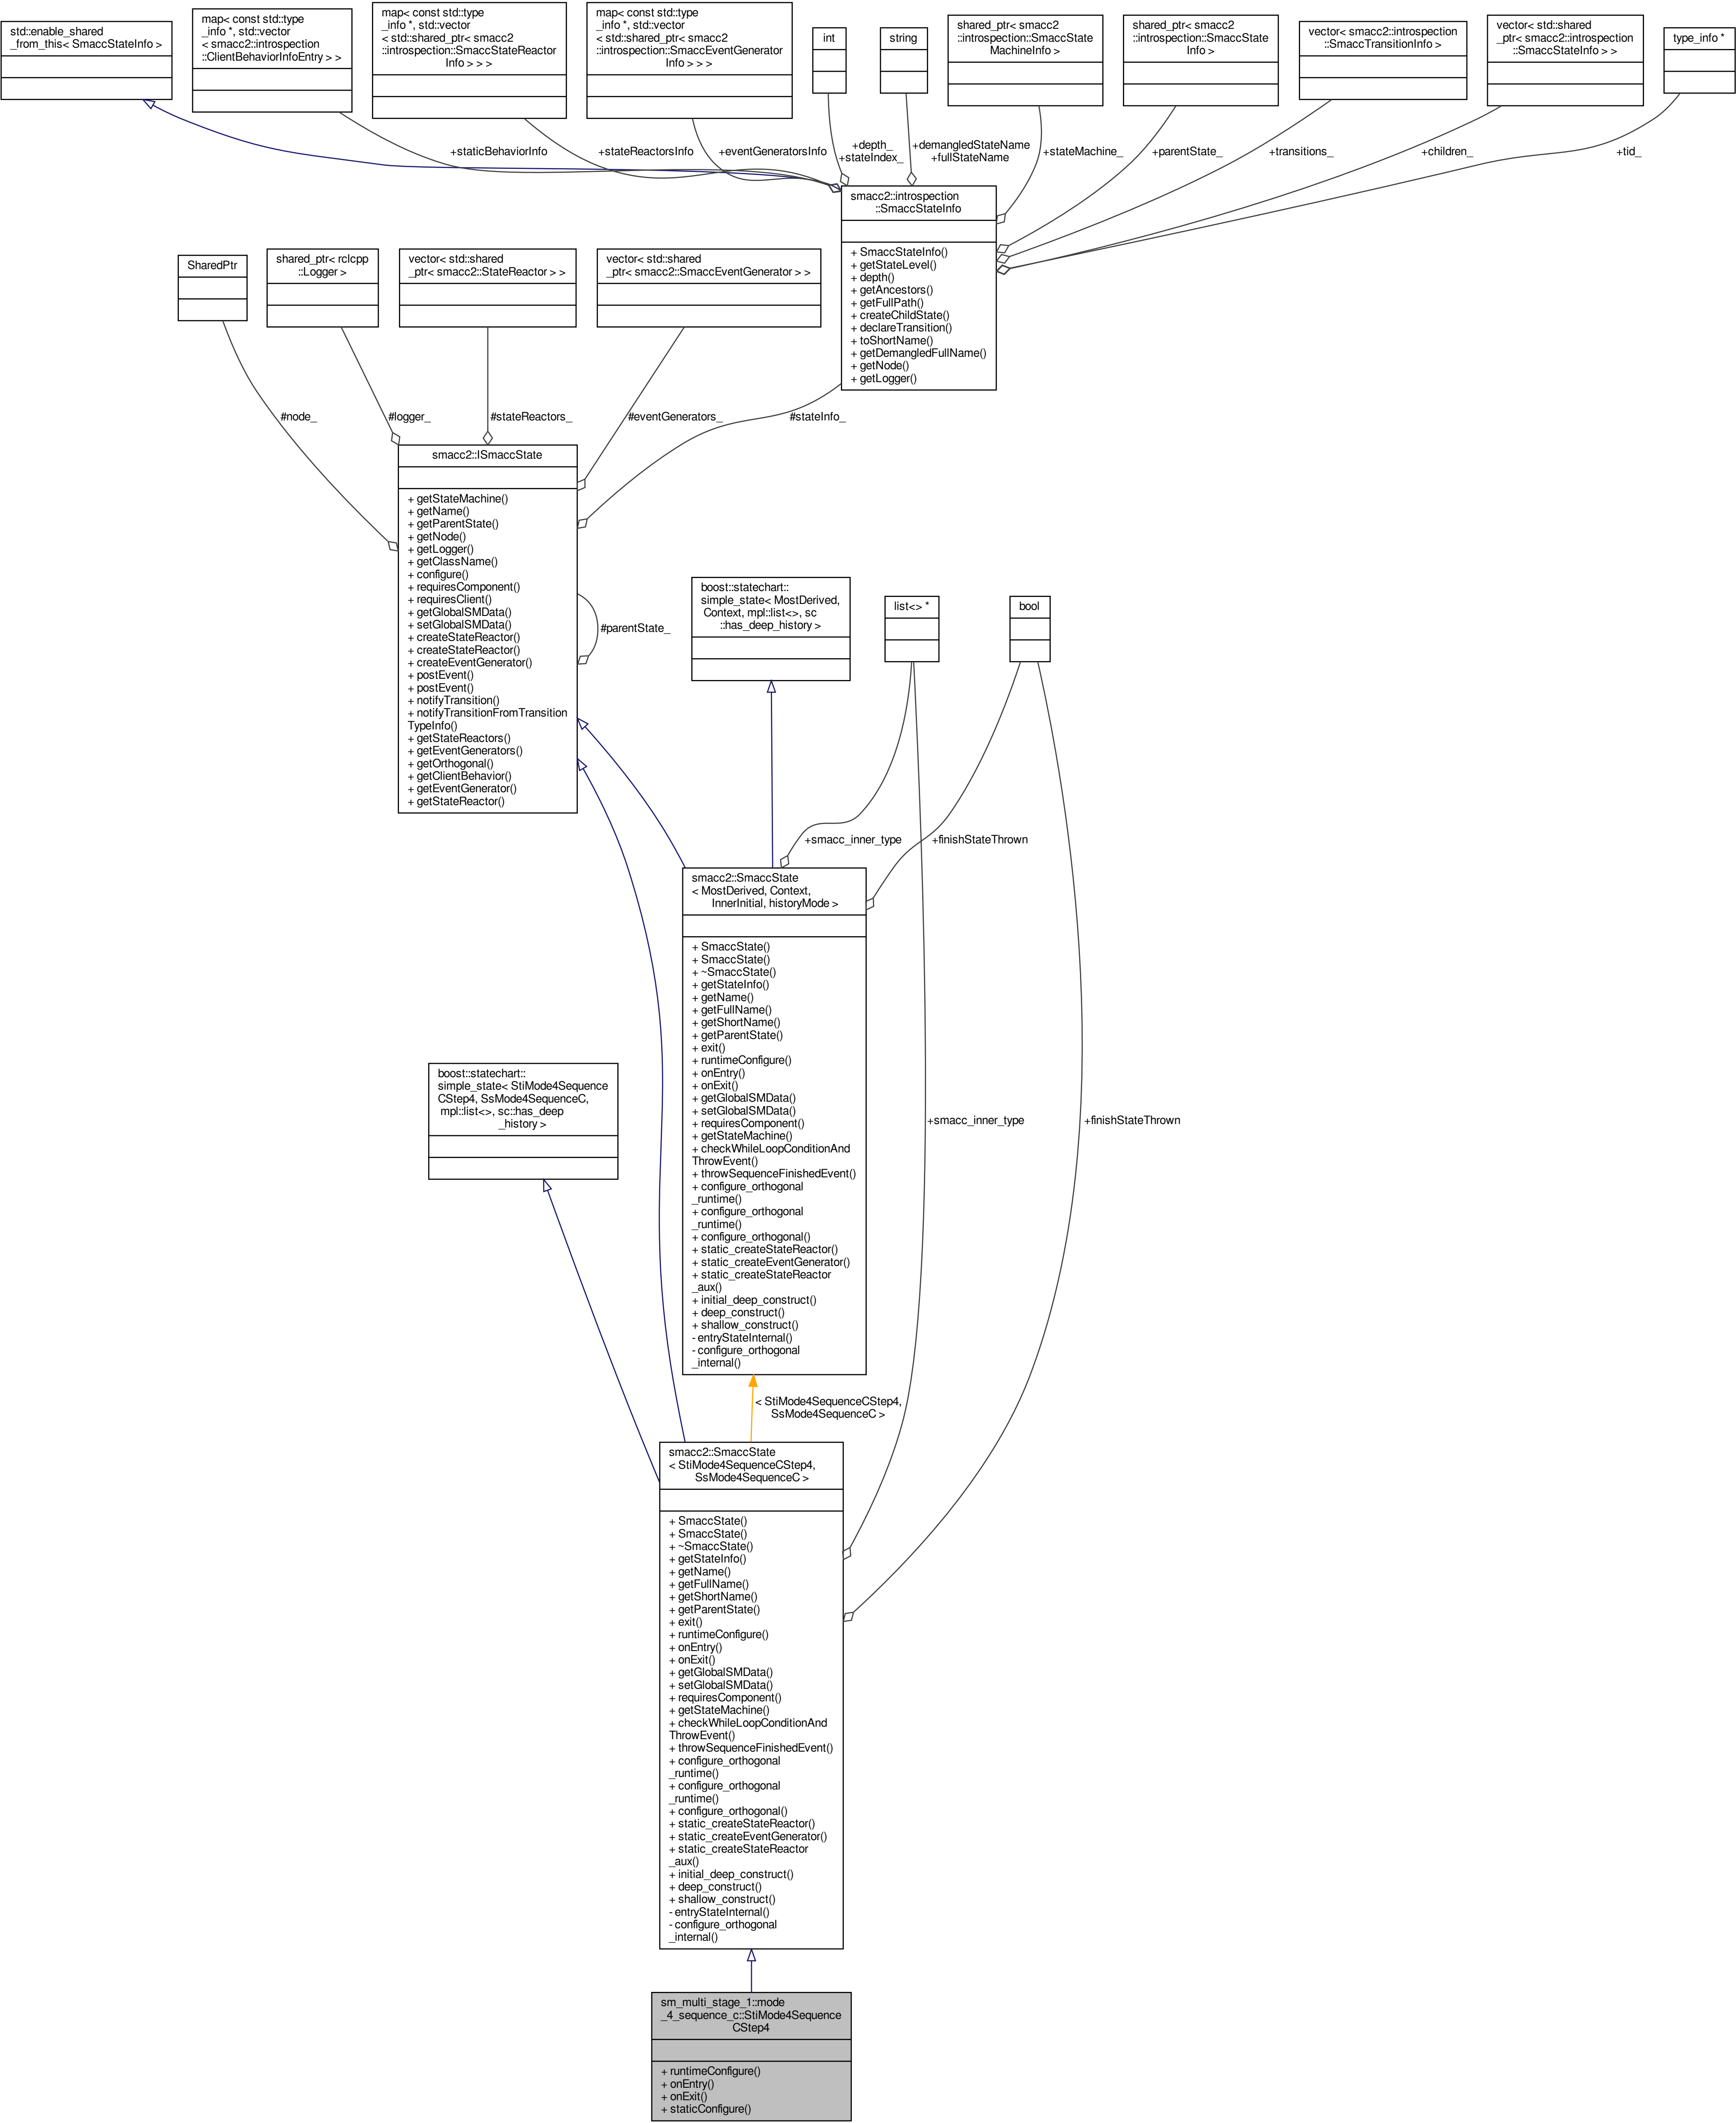 std::enable_shared
_from_this< SmaccStateInfo >
map< const std::type
_info *, std::vector
< smacc2::introspection
::ClientBehaviorInfoEntry > >
map< const std::type
_info *, std::vector
< std::shared_ptr< smacc2
::introspection::SmaccStateReactor
Info > > >
map< const std::type
_info *, std::vector
< std::shared_ptr< smacc2
::introspection::SmaccEventGenerator
Info > > >
int
string
shared_ptr< smacc2
::introspection::SmaccState
MachineInfo >
shared_ptr< smacc2
::introspection::SmaccState
Info >
vector< smacc2::introspection
::SmaccTransitionInfo >
vector< std::shared
_ptr< smacc2::introspection
::SmaccStateInfo > >
type_info *
+staticBehaviorInfo
+stateReactorsInfo
+eventGeneratorsInfo
+depth_
+stateIndex_
+demangledStateName
+fullStateName
+stateMachine_
+parentState_
+transitions_
+children_
+tid_
smacc2::introspection
::SmaccStateInfo
+ SmaccStateInfo()
+ getStateLevel()
+ depth()
+ getAncestors()
+ getFullPath()
+ createChildState()
+ declareTransition()
+ toShortName()
+ getDemangledFullName()
+ getNode()
+ getLogger()
SharedPtr
shared_ptr< rclcpp
::Logger >
vector< std::shared
_ptr< smacc2::StateReactor > >
vector< std::shared
_ptr< smacc2::SmaccEventGenerator > >
#node_
#logger_
#stateReactors_
#eventGenerators_
#stateInfo_
smacc2::ISmaccState
+ getStateMachine()
+ getName()
+ getParentState()
+ getNode()
+ getLogger()
+ getClassName()
+ configure()
+ requiresComponent()
+ requiresClient()
+ getGlobalSMData()
+ setGlobalSMData()
+ createStateReactor()
+ createStateReactor()
+ createEventGenerator()
+ postEvent()
+ postEvent()
+ notifyTransition()
+ notifyTransitionFromTransition
TypeInfo()
+ getStateReactors()
+ getEventGenerators()
+ getOrthogonal()
+ getClientBehavior()
+ getEventGenerator()
+ getStateReactor()
#parentState_
boost::statechart::
simple_state< MostDerived,
Context, mpl::list<>, sc
::has_deep_history >
list<> *
bool
+smacc_inner_type
+finishStateThrown
smacc2::SmaccState
< MostDerived, Context,
InnerInitial, historyMode >
+ SmaccState()
+ SmaccState()
+ ~SmaccState()
+ getStateInfo()
+ getName()
+ getFullName()
+ getShortName()
+ getParentState()
+ exit()
+ runtimeConfigure()
+ onEntry()
+ onExit()
+ getGlobalSMData()
+ setGlobalSMData()
+ requiresComponent()
+ getStateMachine()
+ checkWhileLoopConditionAnd
ThrowEvent()
+ throwSequenceFinishedEvent()
+ configure_orthogonal
_runtime()
+ configure_orthogonal
_runtime()
+ configure_orthogonal()
+ static_createStateReactor()
+ static_createEventGenerator()
+ static_createStateReactor
_aux()
+ initial_deep_construct()
+ deep_construct()
+ shallow_construct()
- entryStateInternal()
- configure_orthogonal
_internal()
boost::statechart::
simple_state< StiMode4Sequence
CStep4, SsMode4SequenceC,
mpl::list<>, sc::has_deep
_history >
+smacc_inner_type
+finishStateThrown
< StiMode4SequenceCStep4,
SsMode4SequenceC >
smacc2::SmaccState
< StiMode4SequenceCStep4,
SsMode4SequenceC >
+ SmaccState()
+ SmaccState()
+ ~SmaccState()
+ getStateInfo()
+ getName()
+ getFullName()
+ getShortName()
+ getParentState()
+ exit()
+ runtimeConfigure()
+ onEntry()
+ onExit()
+ getGlobalSMData()
+ setGlobalSMData()
+ requiresComponent()
+ getStateMachine()
+ checkWhileLoopConditionAnd
ThrowEvent()
+ throwSequenceFinishedEvent()
+ configure_orthogonal
_runtime()
+ configure_orthogonal
_runtime()
+ configure_orthogonal()
+ static_createStateReactor()
+ static_createEventGenerator()
+ static_createStateReactor
_aux()
+ initial_deep_construct()
+ deep_construct()
+ shallow_construct()
- entryStateInternal()
- configure_orthogonal
_internal()
sm_multi_stage_1::mode
_4_sequence_c::StiMode4Sequence
CStep4
+ runtimeConfigure()
+ onEntry()
+ onExit()
+ staticConfigure()